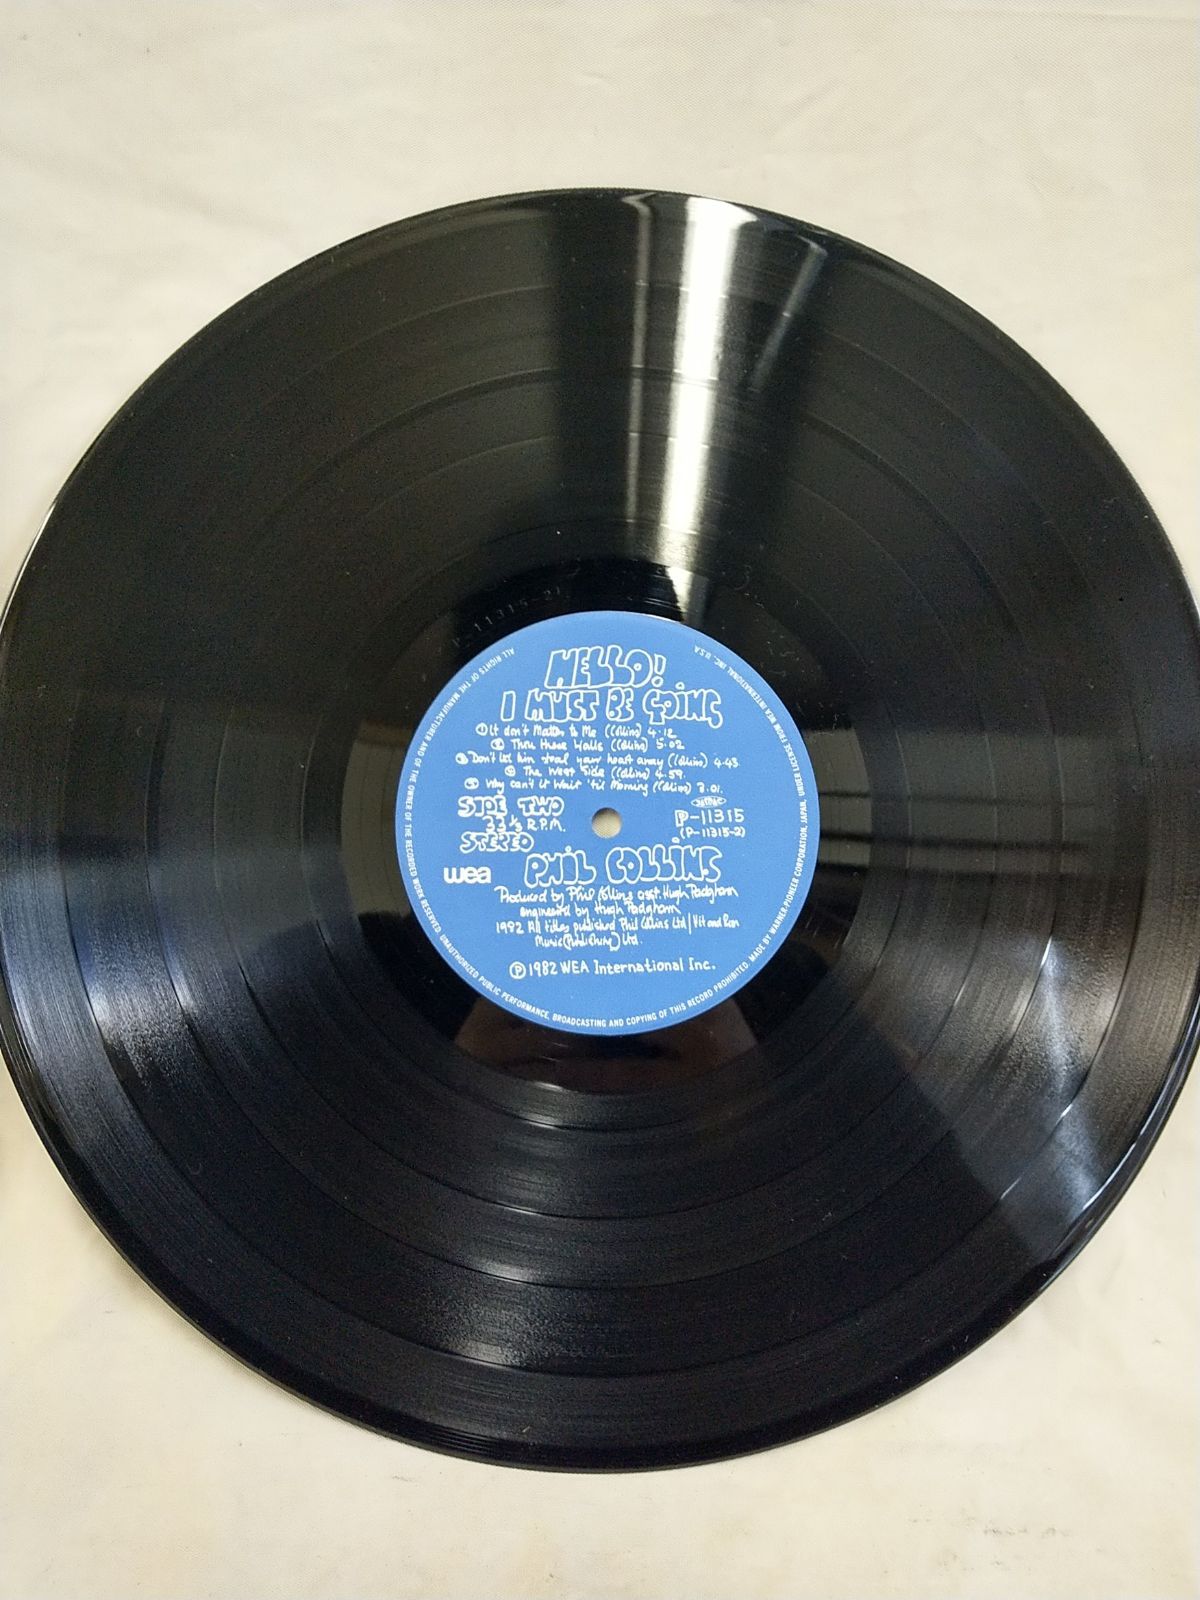 HELLO!
I MUST BE GOING
① It don't Matter to Me (Collins) 4.12
② Thru these Walls (Collins) 5.02
③ Don't let him steal your heart away (Collins) 4.43
④ The West Side (Collins) 4.59.
⑤ Why can't it Wait 'til Morning (Collins) 3.01.
SIDE TWO
33 1/3 R.P.M.
STEREO
P-11315
(P-11315-2)
wea
PHIL COLLINS
Produced by Phil Collins asst. Hugh Padgham
engineered by Hugh Padgham
1982 All titles published Phil Collins Ltd / Hit and Run
Music (Publishing) Ltd.
Ⓟ 1982 WEA International Inc.
ALL RIGHTS OF THE MANUFACTURER AND OF THE OWNER OF THE RECORDED WORK RESERVED. UNAUTHORIZED PUBLIC PERFORMANCE, BROADCASTING AND COPYING OF THIS RECORD PROHIBITED. MADE BY WARNER-PIONEER CORPORATION, JAPAN, UNDER LICENSE FROM WEA INTERNATIONAL INC., U.S.A.
P-11315-2